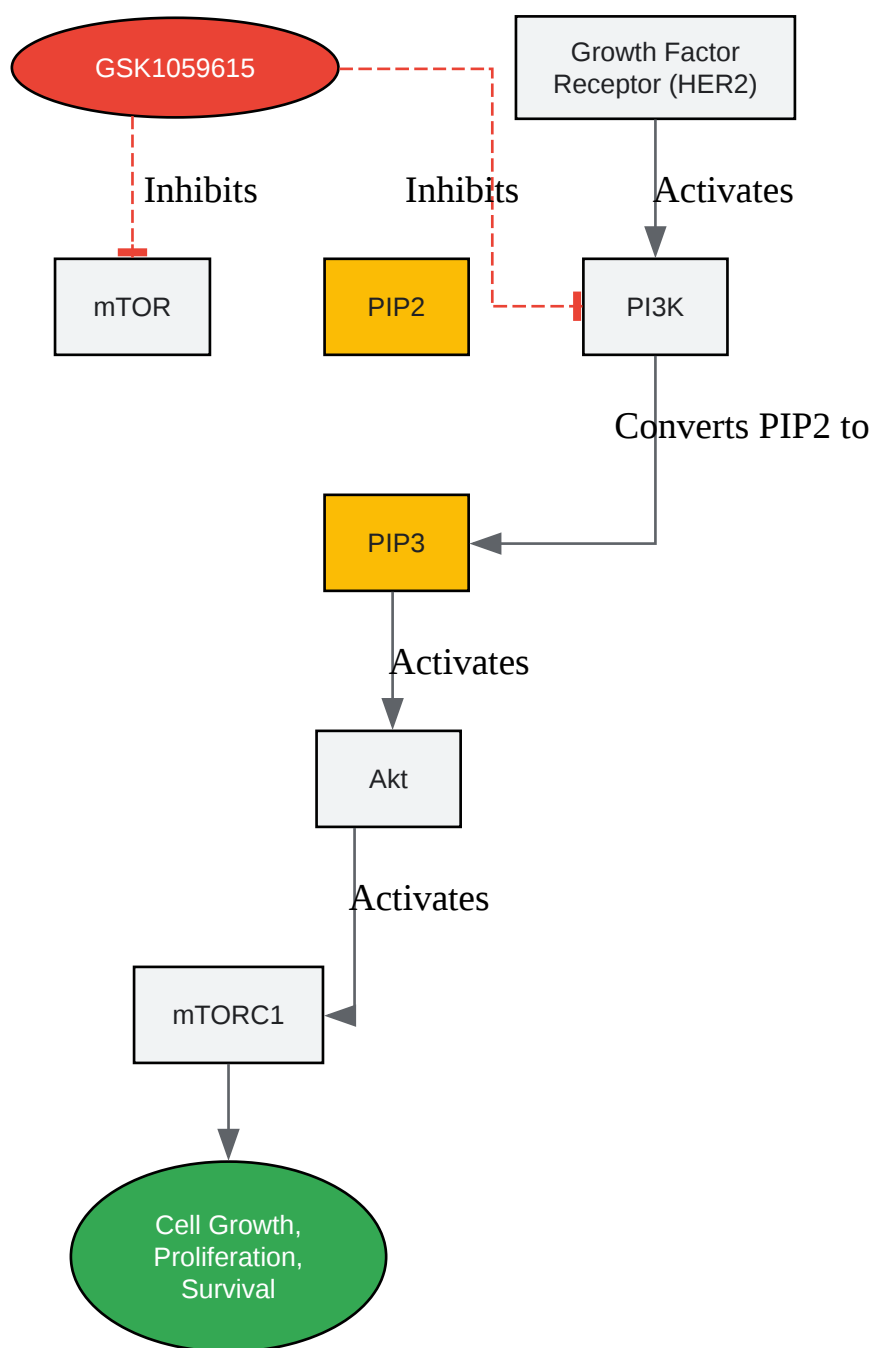 GSK1059615
Growth Factor
Receptor (HER2)
Inhibits
Inhibits
Activates
mTOR
PIP2
PI3K
Converts PIP2 to
PIP3
Activates
Akt
Activates
mTORC1
Cell Growth,
Proliferation,
Survival